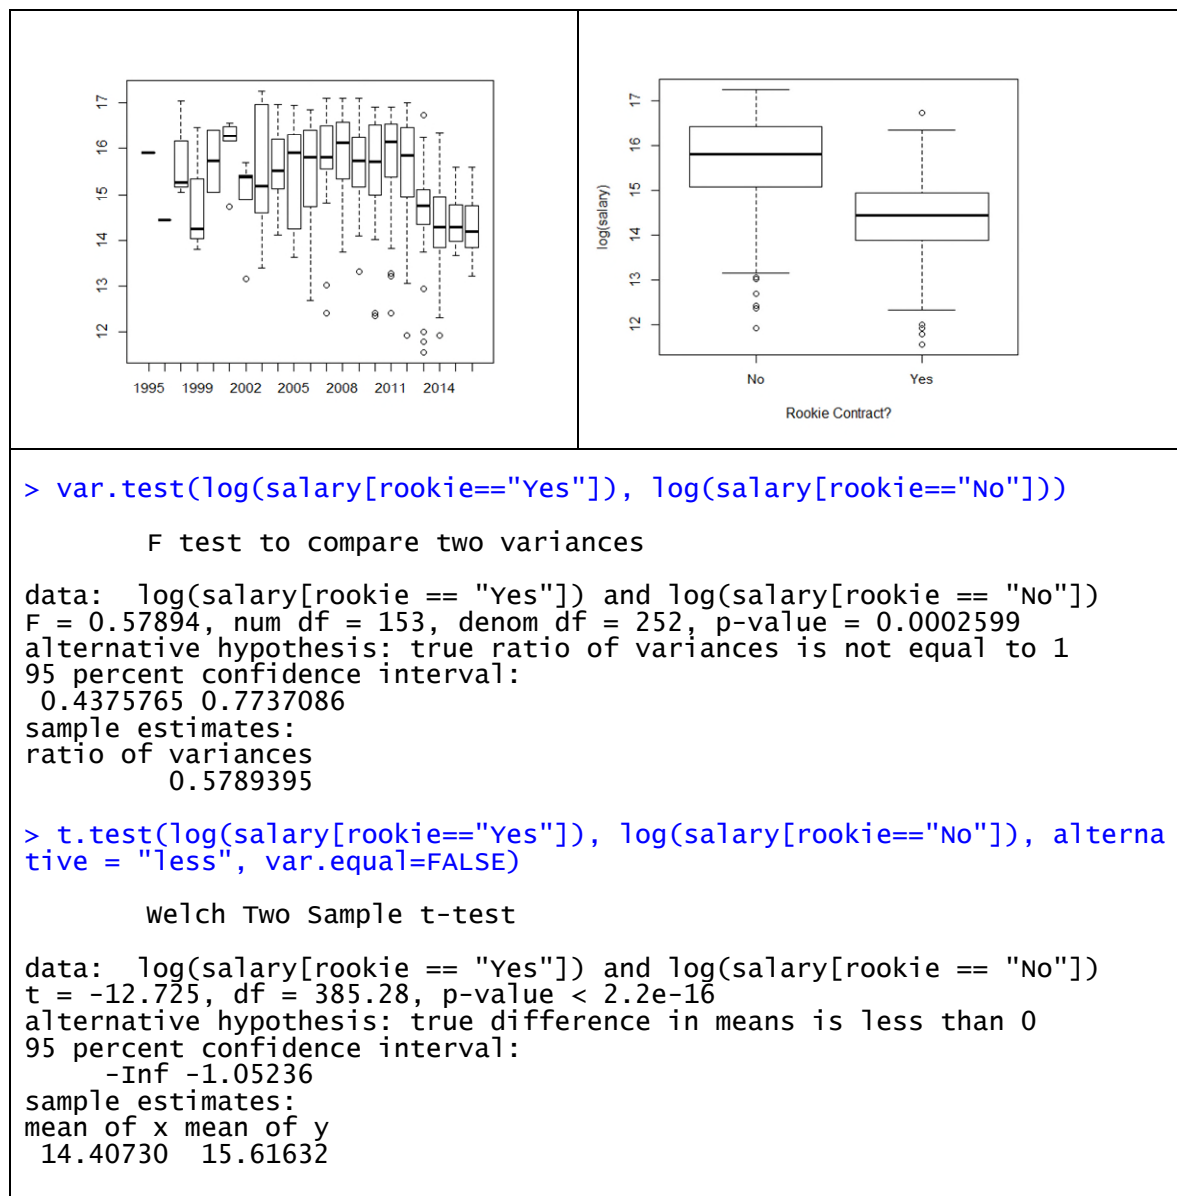 17
16
15
14
13
12
1995 1999 2002 2005 2008 2011 2014
log(salary)
17
16
15
14
13
12
No Yes
Rookie Contract?
> var.test(log(salary[rookie=="Yes"]), log(salary[rookie=="No"]))
F test to compare two variances
data: log(salary[rookie == "Yes"]) and log(salary[rookie == "No"])
F = 0.57894, num df = 153, denom df = 252, p-value = 0.0002599
alternative hypothesis: true ratio of variances is not equal to 1
95 percent confidence interval:
0.4375765 0.7737086
sample estimates:
ratio of variances
0.5789395
> t.test(log(salary[rookie=="Yes"]), log(salary[rookie=="No"]), alterna
tive = "less", var.equal=FALSE)
Welch Two Sample t-test
data: log(salary[rookie == "Yes"]) and log(salary[rookie == "No"])
t = -12.725, df = 385.28, p-value < 2.2e-16
alternative hypothesis: true difference in means is less than 0
95 percent confidence interval:
-Inf -1.05236
sample estimates:
mean of x mean of y
14.40730 15.61632